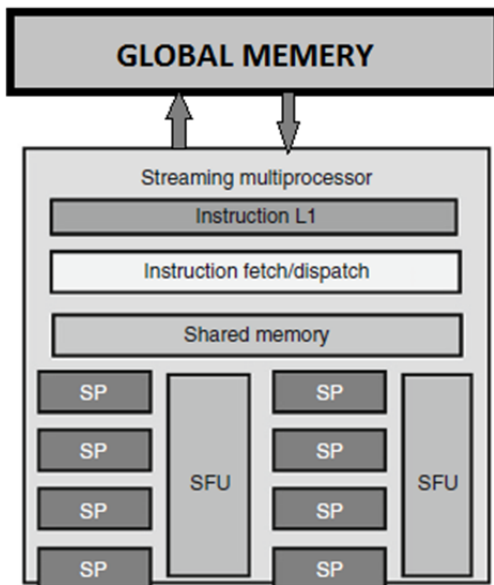 GLOBAL MEMERY
Streaming multiprocessor
Instruction L1
Instruction fetch/dispatch
Shared memory
SP
SP
SP
SP
SFU
SP
SP
SP
SP
SFU